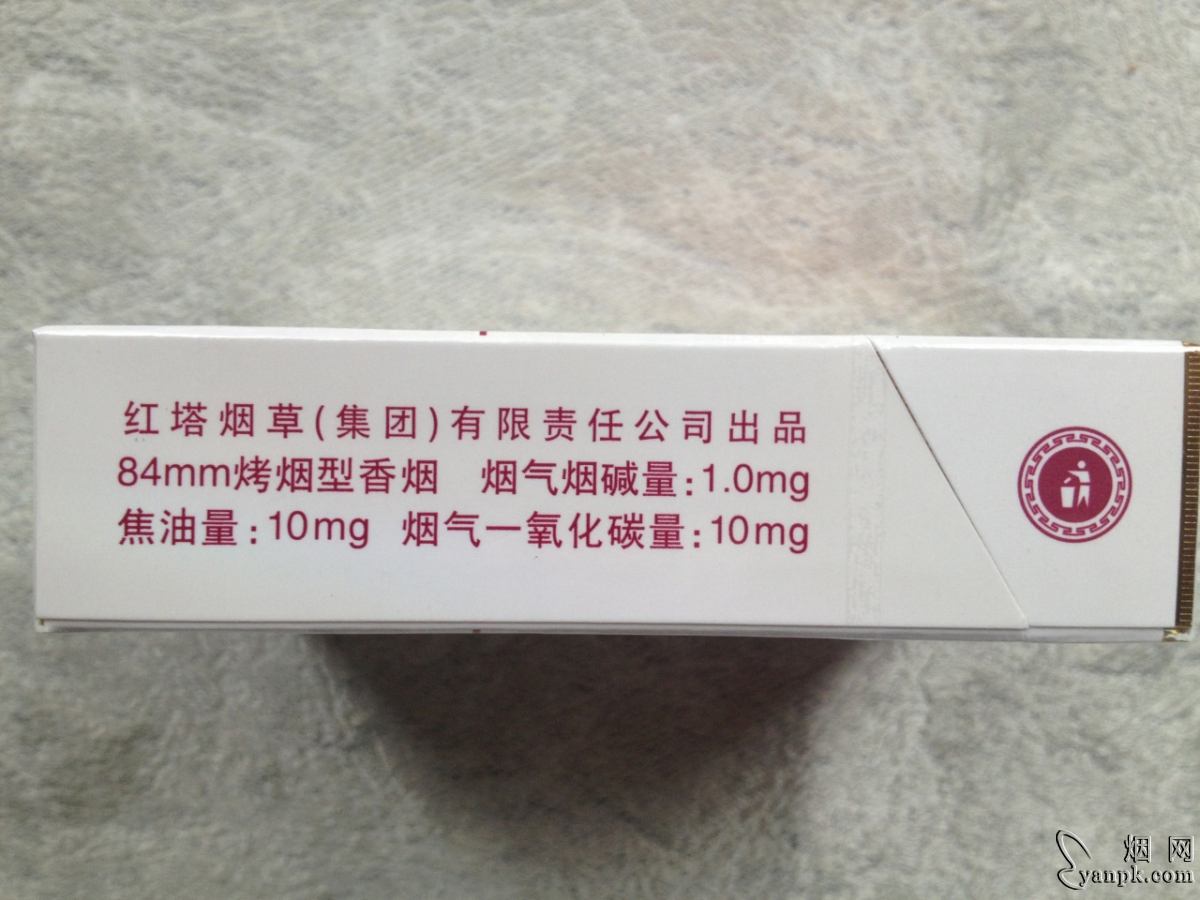 红塔烟草(集团)有限责任公司出品
84mm烤烟型香烟 烟气烟碱量:1.0mg
焦油量:10mg 烟气一氧化碳量:10mg
烟网
yanpk.com